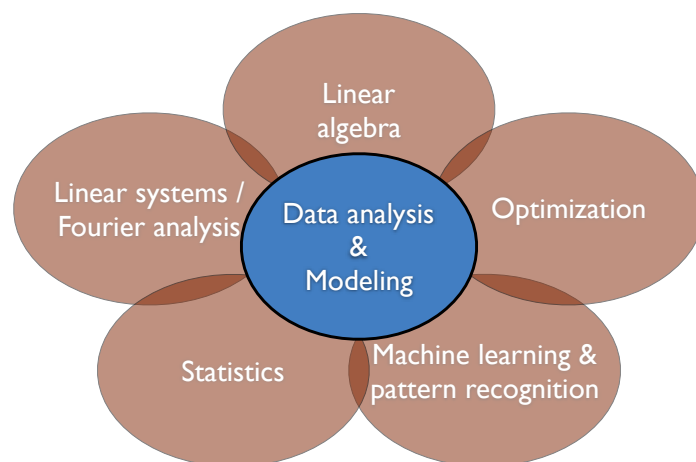 Linear
algebra
Linear systems /
Fourier analysis
Data analysis
&
Modeling
Optimization
Statistics
Machine learning &
pattern recognition